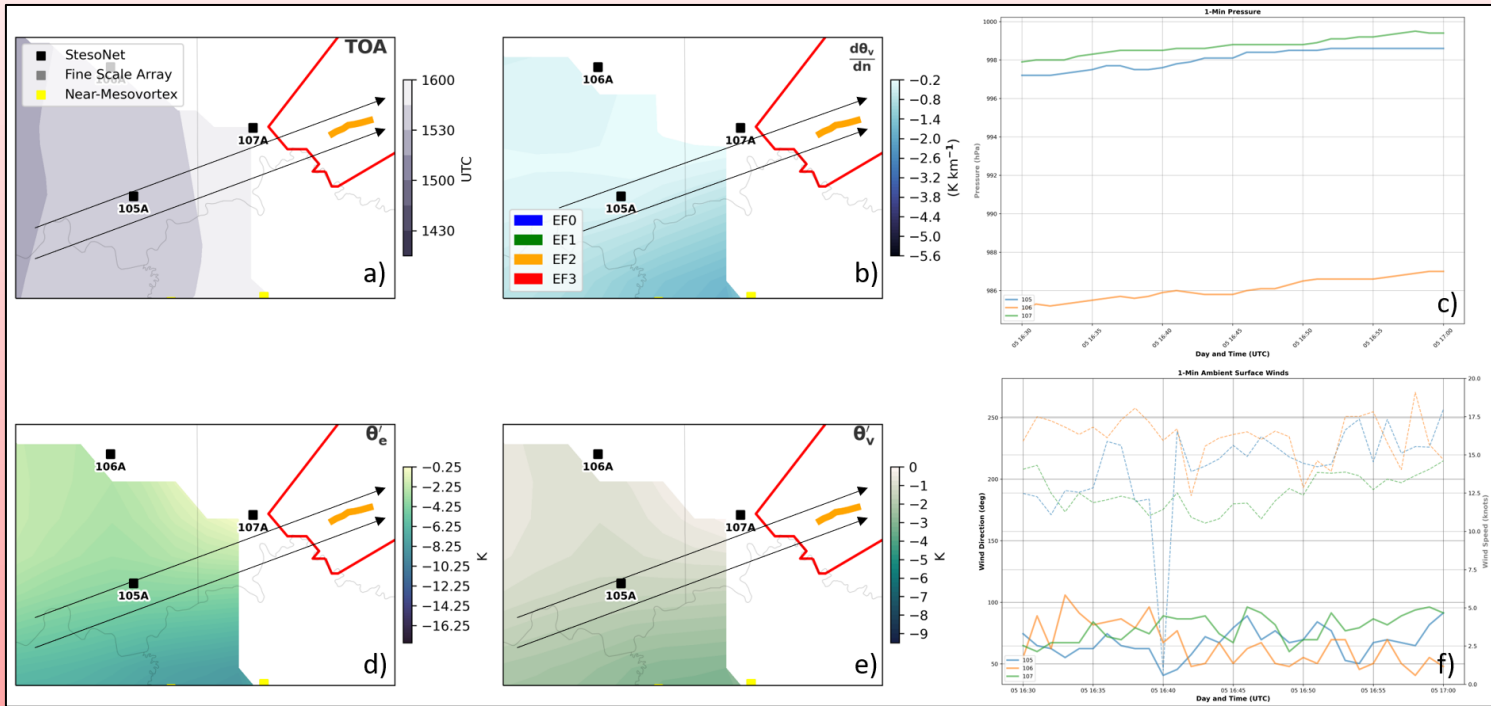 TOA
StesoNet
Fine Scale Array
Near-Mesovortex
106A
107A
105A
1600
1530
1500
1430
UTC
a)
dθv
dn
106A
107A
105A
EF0
EF1
EF2
EF3
−0.2
−0.8
−1.4
−2.0
−2.6
−3.2
−3.8
−4.4
−5.0
−5.6
(K km−1)
b)
1-Min Pressure
1000
998
996
994
992
990
988
986
Pressure (hPa)
105
106
107
05 16:30
05 16:35
05 16:40
05 16:45
05 16:50
05 16:55
05 17:00
Day and Time (UTC)
c)
θ′e
106A
107A
105A
−0.25
−2.25
−4.25
−6.25
−8.25
−10.25
−12.25
−14.25
−16.25
K
d)
θ′v
106A
107A
105A
0
−1
−2
−3
−4
−5
−6
−7
−8
−9
K
e)
1-Min Ambient Surface Winds
250
200
150
100
50
Wind Direction (deg)
20.0
17.5
15.0
12.5
10.0
7.5
5.0
2.5
0.0
Wind Speed (knots)
105
106
107
05 16:30
05 16:35
05 16:40
05 16:45
05 16:50
05 16:55
05 17:00
Day and Time (UTC)
f)